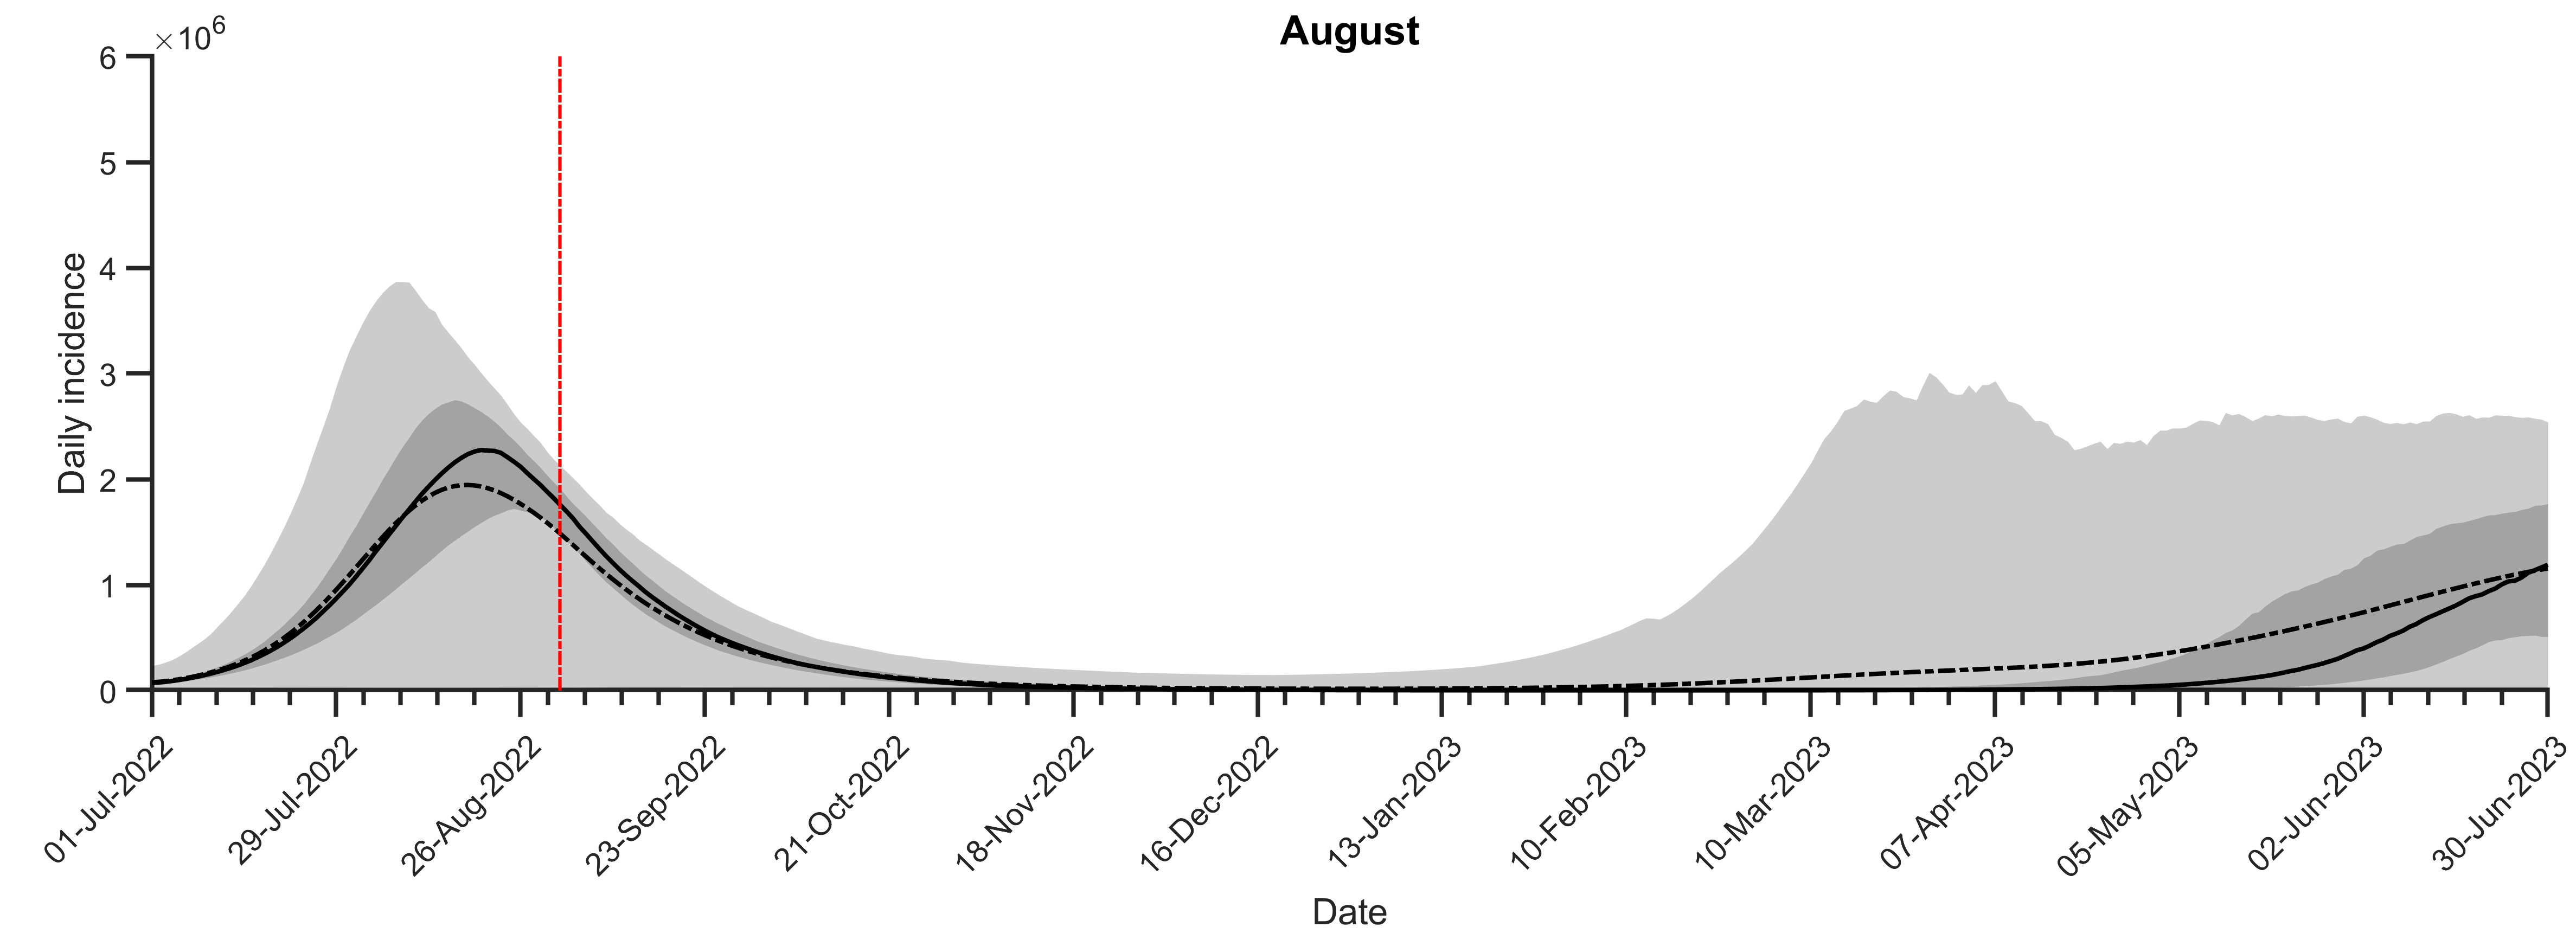 August
×10⁶
6
5
4
3
2
1
0
Daily incidence
01-Jul-2022
29-Jul-2022
26-Aug-2022
23-Sep-2022
21-Oct-2022
18-Nov-2022
16-Dec-2022
13-Jan-2023
10-Feb-2023
10-Mar-2023
07-Apr-2023
05-May-2023
02-Jun-2023
30-Jun-2023
Date